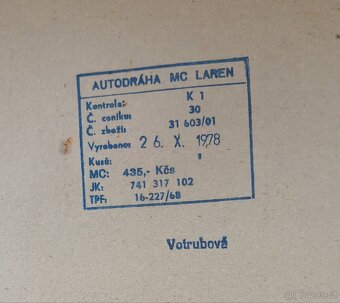 AUTODRÁHA MC LAREN
Kontrola: K 1
Č. ceníku: 30
Č. zboží: 31 603/01
Vyrobeno: 26. X. 1978
Kusů: "
MC: 435,- Kčs
JK: 741 317 102
TPF: 16-227/68
Votrubová